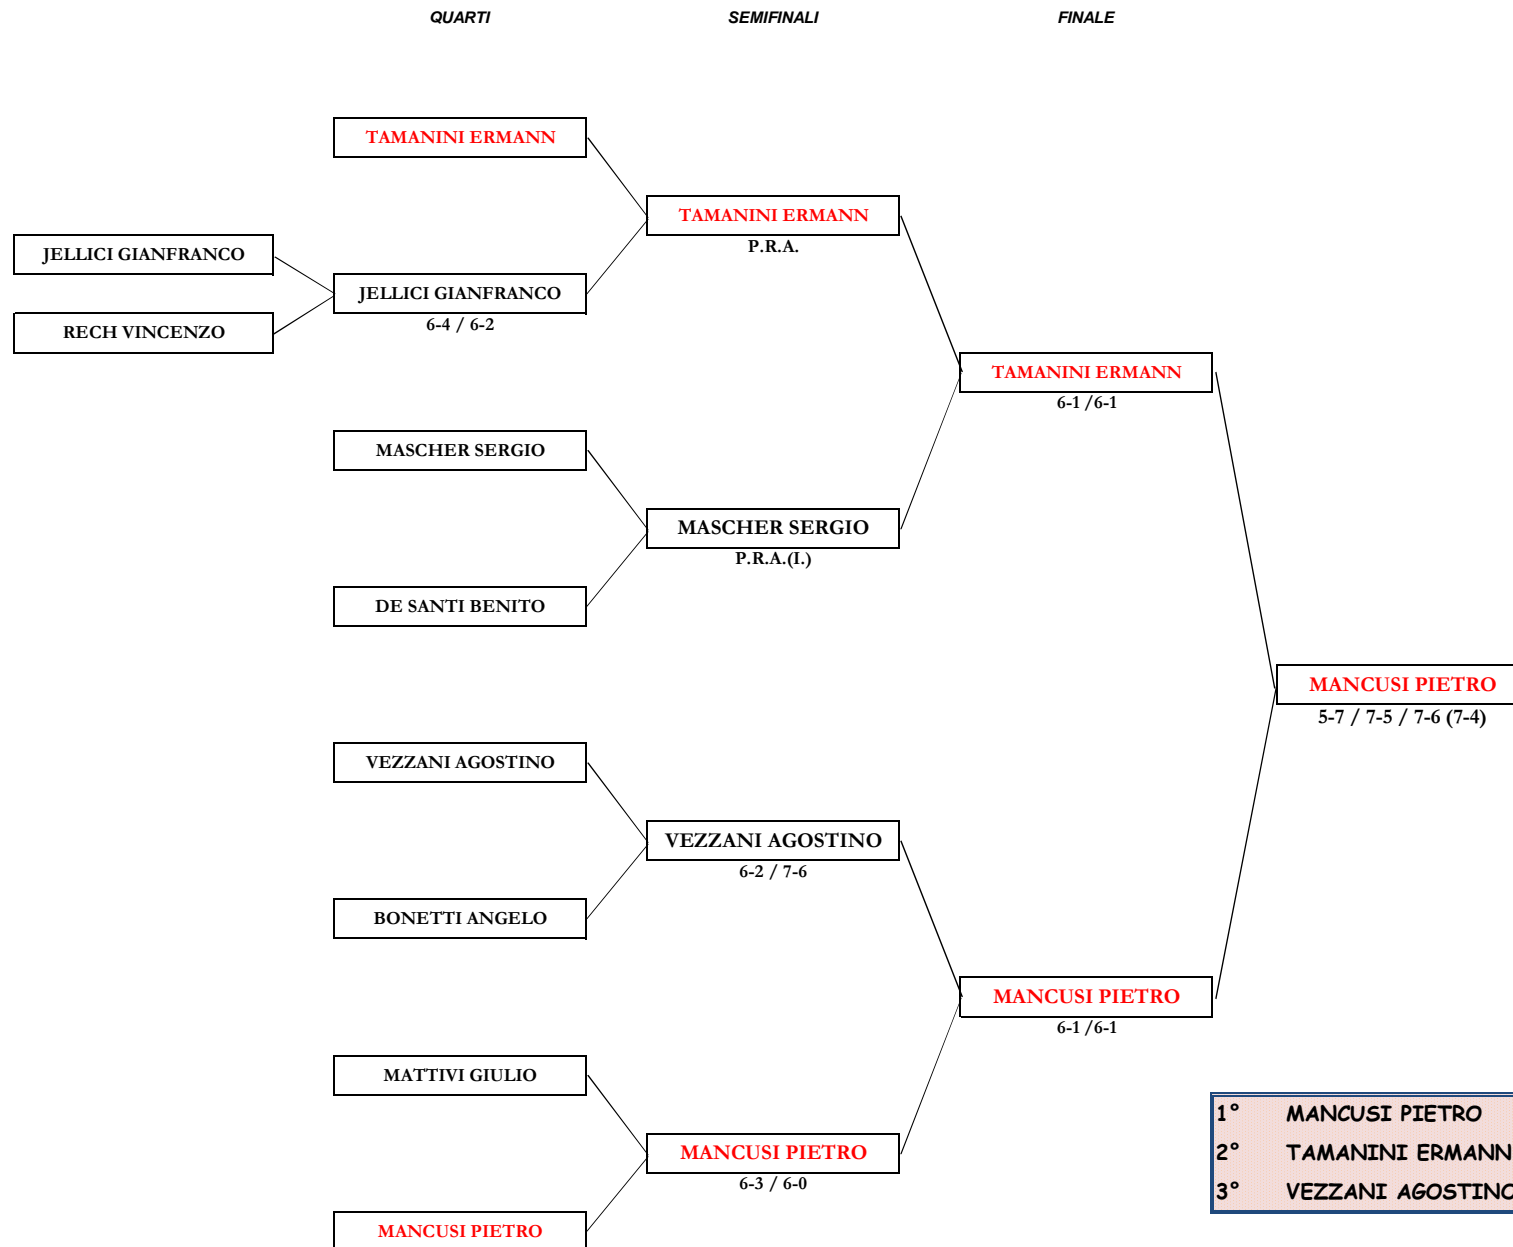 QUARTI SEMIFINALI FINALE
TAMANINI ERMANN
TAMANINI ERMANN
P.R.A.
JELLICI GIANFRANCO
JELLICI GIANFRANCO
6-4 / 6-2
RECH VINCENZO
TAMANINI ERMANN
6-1 /6-1
MASCHER SERGIO
MASCHER SERGIO
P.R.A.(I.)
DE SANTI BENITO
MANCUSI PIETRO
5-7 / 7-5 / 7-6 (7-4)
VEZZANI AGOSTINO
VEZZANI AGOSTINO
6-2 / 7-6
BONETTI ANGELO
MANCUSI PIETRO
6-1 /6-1
MATTIVI GIULIO
MANCUSI PIETRO
6-3 / 6-0
MANCUSI PIETRO
1° MANCUSI PIETRO
2° TAMANINI ERMANN
3° VEZZANI AGOSTINO